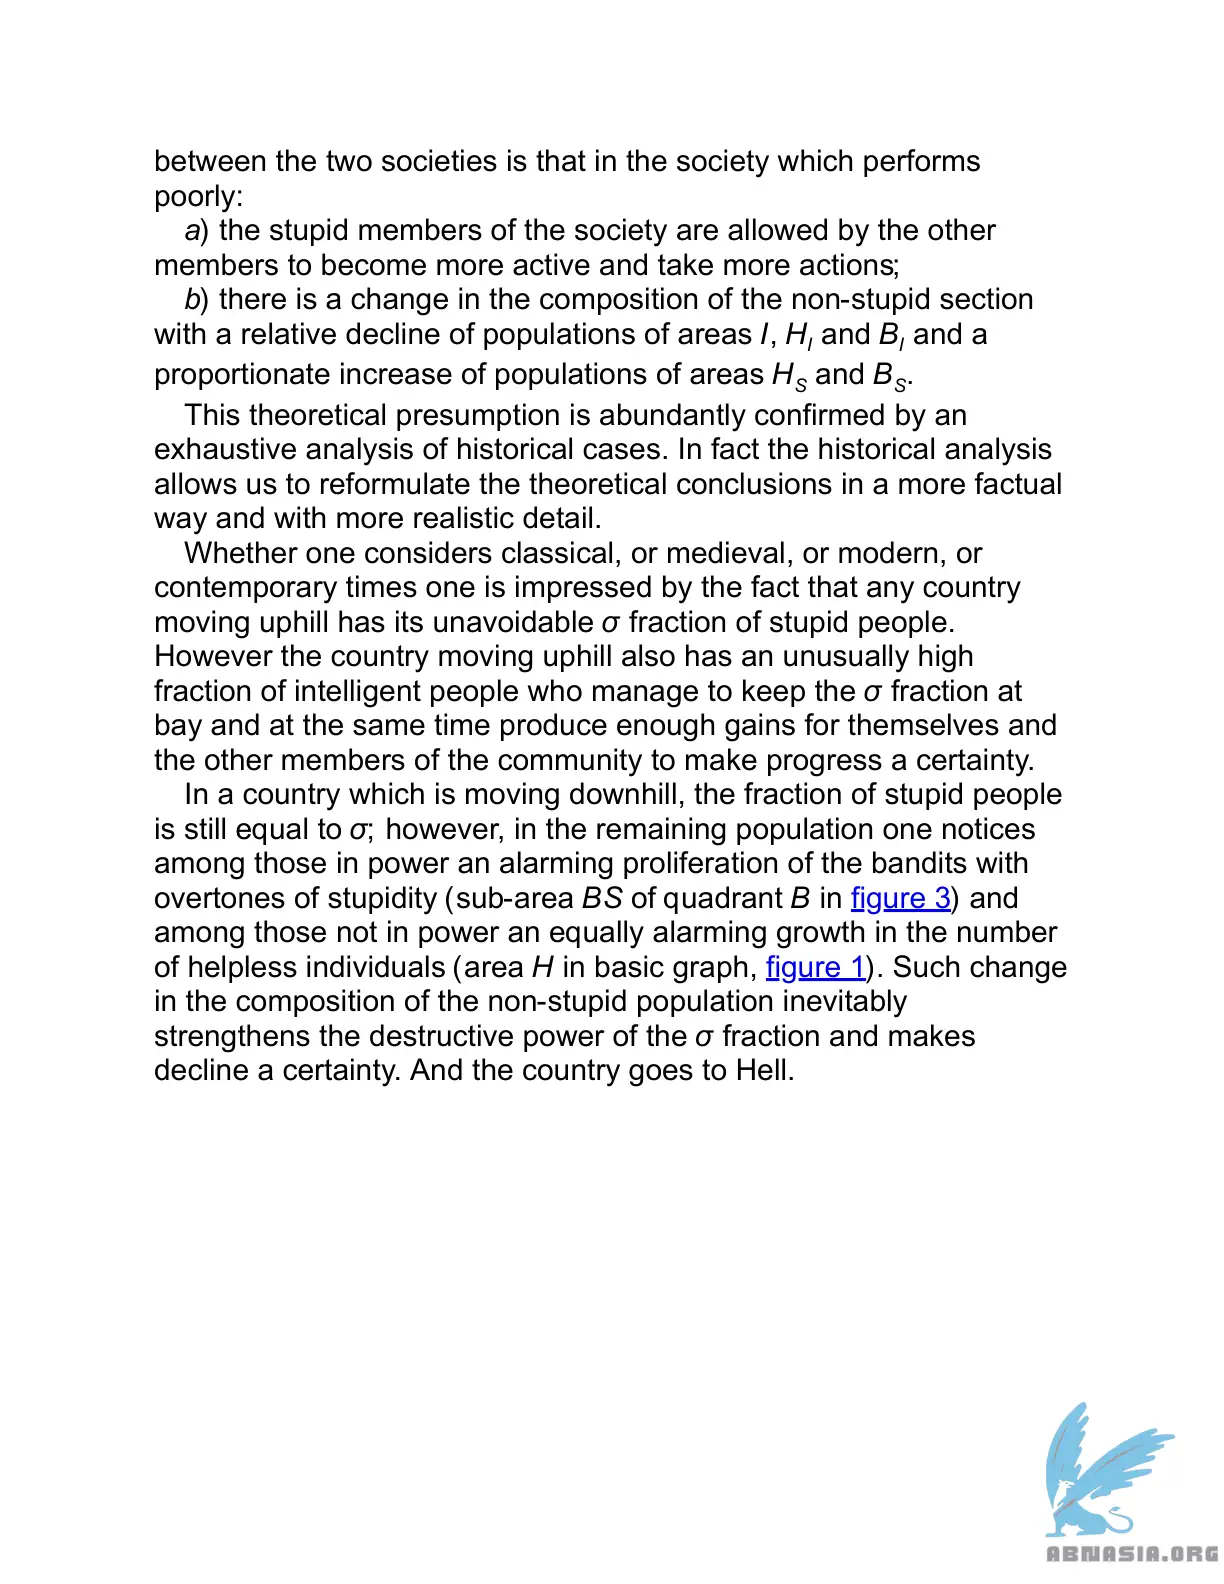 between the two societies is that in the society which performs
poorly:
a) the stupid members of the society are allowed by the other
members to become more active and take more actions;
b) there is a change in the composition of the non-stupid section
with a relative decline of populations of areas I, HI and BI and a
proportionate increase of populations of areas HS and BS.
This theoretical presumption is abundantly confirmed by an
exhaustive analysis of historical cases. In fact the historical analysis
allows us to reformulate the theoretical conclusions in a more factual
way and with more realistic detail.
Whether one considers classical, or medieval, or modern, or
contemporary times one is impressed by the fact that any country
moving uphill has its unavoidable σ fraction of stupid people.
However the country moving uphill also has an unusually high
fraction of intelligent people who manage to keep the σ fraction at
bay and at the same time produce enough gains for themselves and
the other members of the community to make progress a certainty.
In a country which is moving downhill, the fraction of stupid people
is still equal to σ; however, in the remaining population one notices
among those in power an alarming proliferation of the bandits with
overtones of stupidity (sub-area BS of quadrant B in figure 3) and
among those not in power an equally alarming growth in the number
of helpless individuals (area H in basic graph, figure 1). Such change
in the composition of the non-stupid population inevitably
strengthens the destructive power of the σ fraction and makes
decline a certainty. And the country goes to Hell.
ABNASIA.ORG